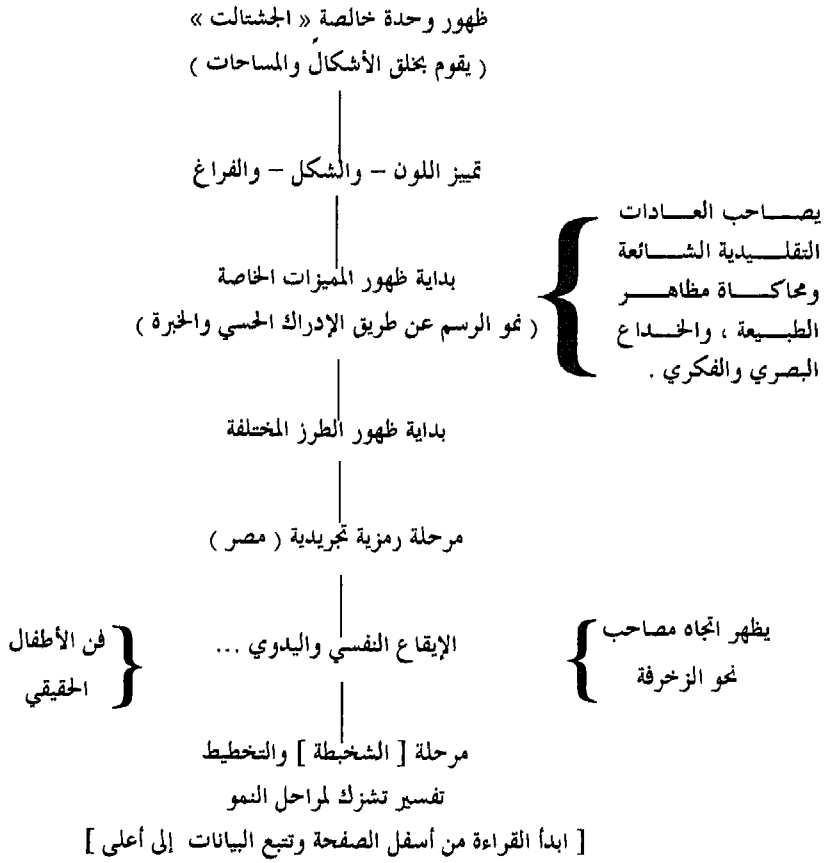 ظهور وحدة خالصة « الجشتالت »
( يقوم بخلق الأشكال والمساحات )
تمييز اللون – والشكل – والفراغ
يصاحب العادات
التقليدية الشائعة
ومحاكاة مظاهر
الطبيعة ، والخداع
البصري والفكري .
بداية ظهور المميزات الخاصة
( نمو الرسم عن طريق الإدراك الحسي والخبرة )
بداية ظهور الطرز المختلفة
مرحلة رمزية تجريدية ( مصر )
يظهر اتجاه مصاحب
نحو الزخرفة
الإيقاع النفسي واليدوي ...
فن الأطفال
الحقيقي
مرحلة [ الشخبطة ] والتخطيط
تفسير تشزك لمراحل النمو
[ ابدأ القراءة من أسفل الصفحة وتتبع البيانات إلى أعلى ]